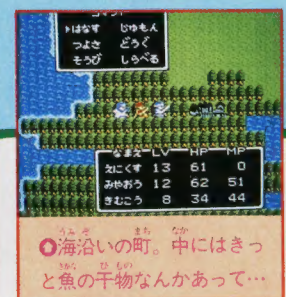 コマンド
▶はなす じゅもん
つよさ どうぐ
そうび しらべる
なまえ LV HP MP
えにくす 13 61 0
みやおう 12 62 51
きむこう 8 34 44
海沿いの町。中にはきっ
と魚の干物なんかあって…